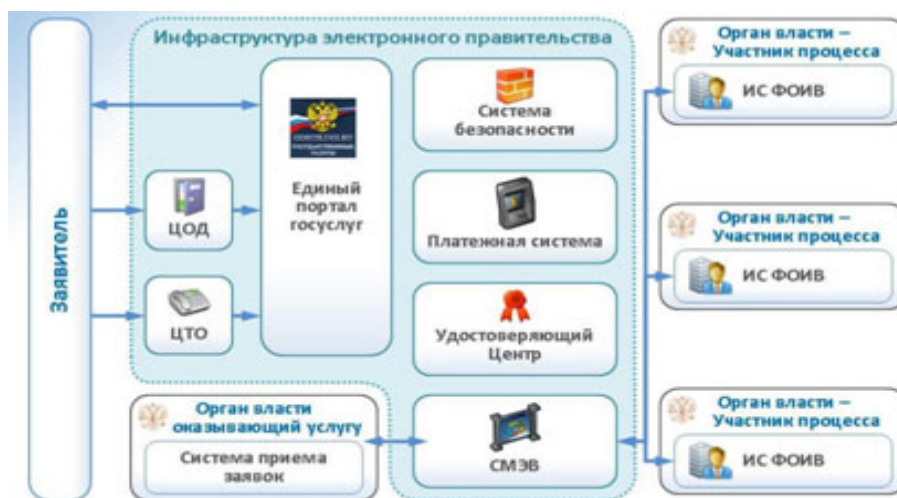 Инфраструктура электронного правительства
Заявитель
ЦОД
ЦТО
Единый
портал
госуслуг
Система
безопасности
Платежная система
Удостоверяющий
Центр
СМЭВ
Орган власти
оказывающий услугу
Система приема
заявок
Орган власти –
Участник процесса
ИС ФОИВ
Орган власти –
Участник процесса
ИС ФОИВ
Орган власти –
Участник процесса
ИС ФОИВ